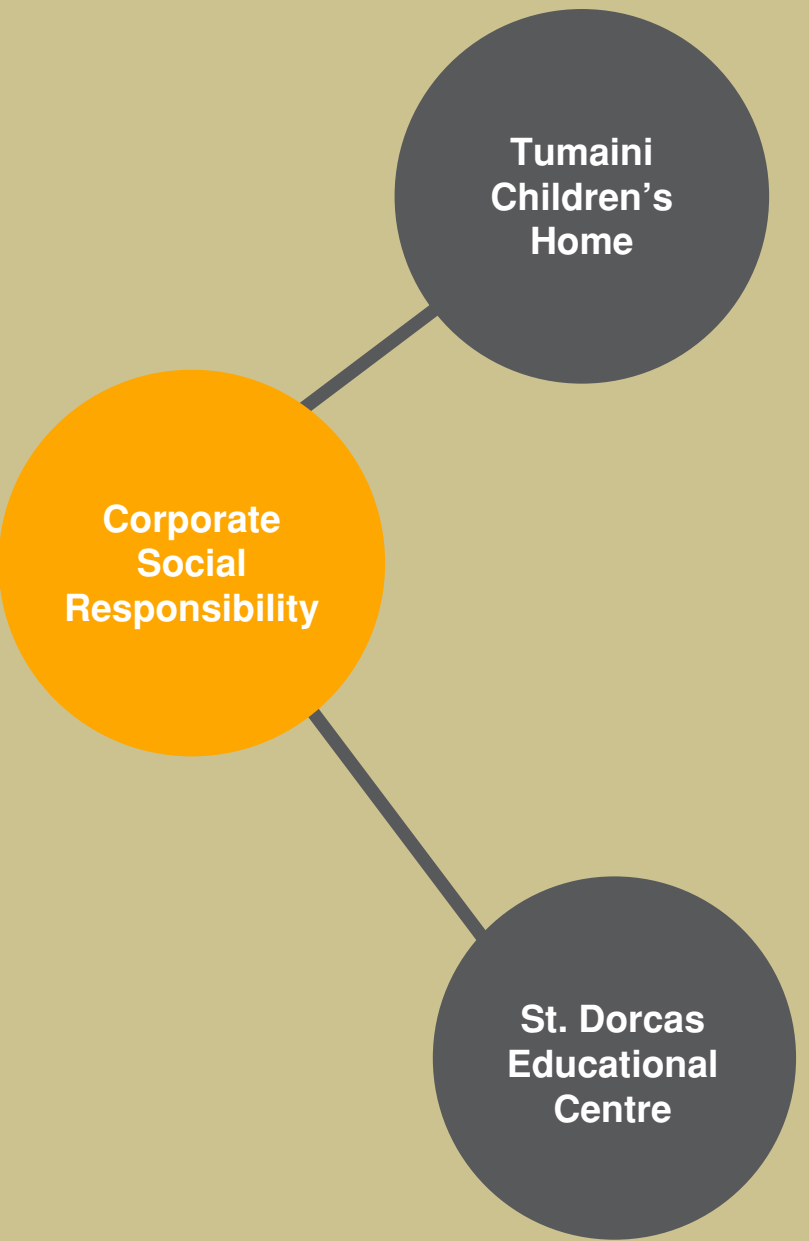 Tumaini
Children’s
Home
Corporate
Social
Responsibility
St. Dorcas
Educational
Centre